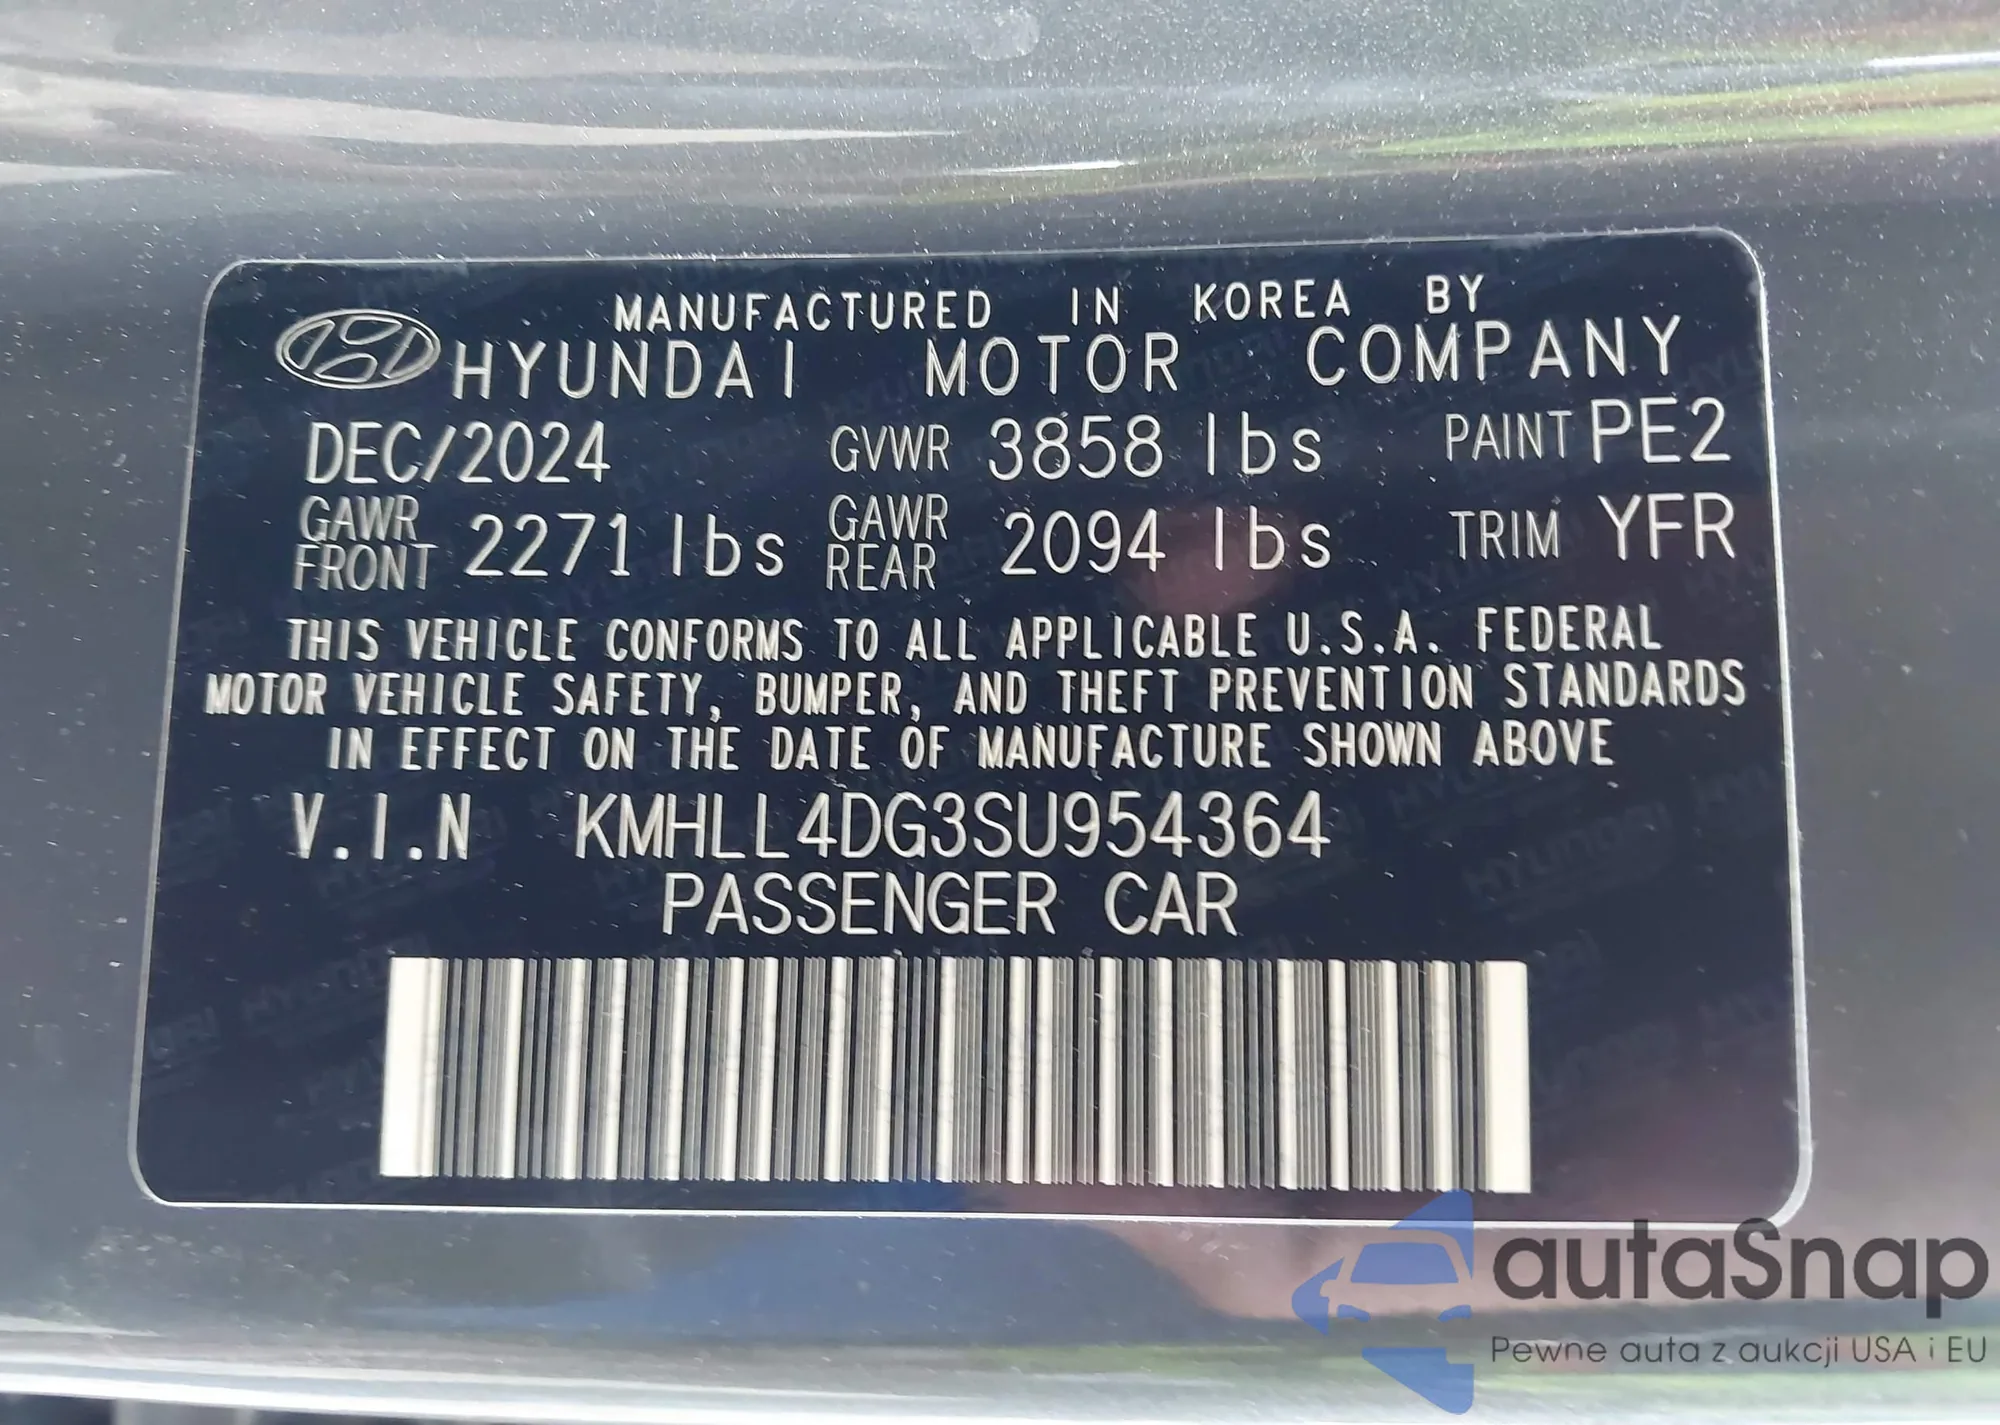 MANUFACTURED IN KOREA BY
HYUNDAI MOTOR COMPANY
DEC/2024 GVWR 3858 lbs PAINT PE2
GAWR FRONT 2271 lbs GAWR REAR 2094 lbs TRIM YFR
THIS VEHICLE CONFORMS TO ALL APPLICABLE U.S.A. FEDERAL
MOTOR VEHICLE SAFETY, BUMPER, AND THEFT PREVENTION STANDARDS
IN EFFECT ON THE DATE OF MANUFACTURE SHOWN ABOVE
V.I.N KMHLL4DG3SU954364
PASSENGER CAR
autaSnap
Pewne auta z aukcji USA i EU